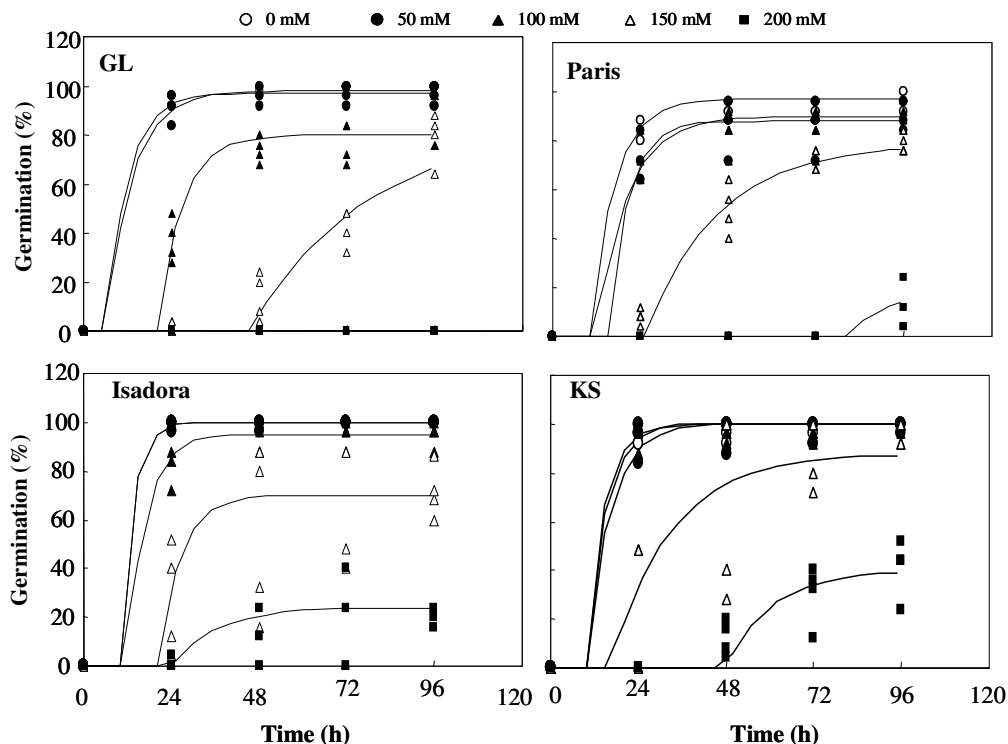 0 mM 50 mM 100 mM 150 mM 200 mM
GL
Germination (%)
120
100
80
60
40
20
0
Paris
Isadora
Germination (%)
120
100
80
60
40
20
0
0 24 48 72 96 120
Time (h)
KS
0 24 48 72 96 120
Time (h)